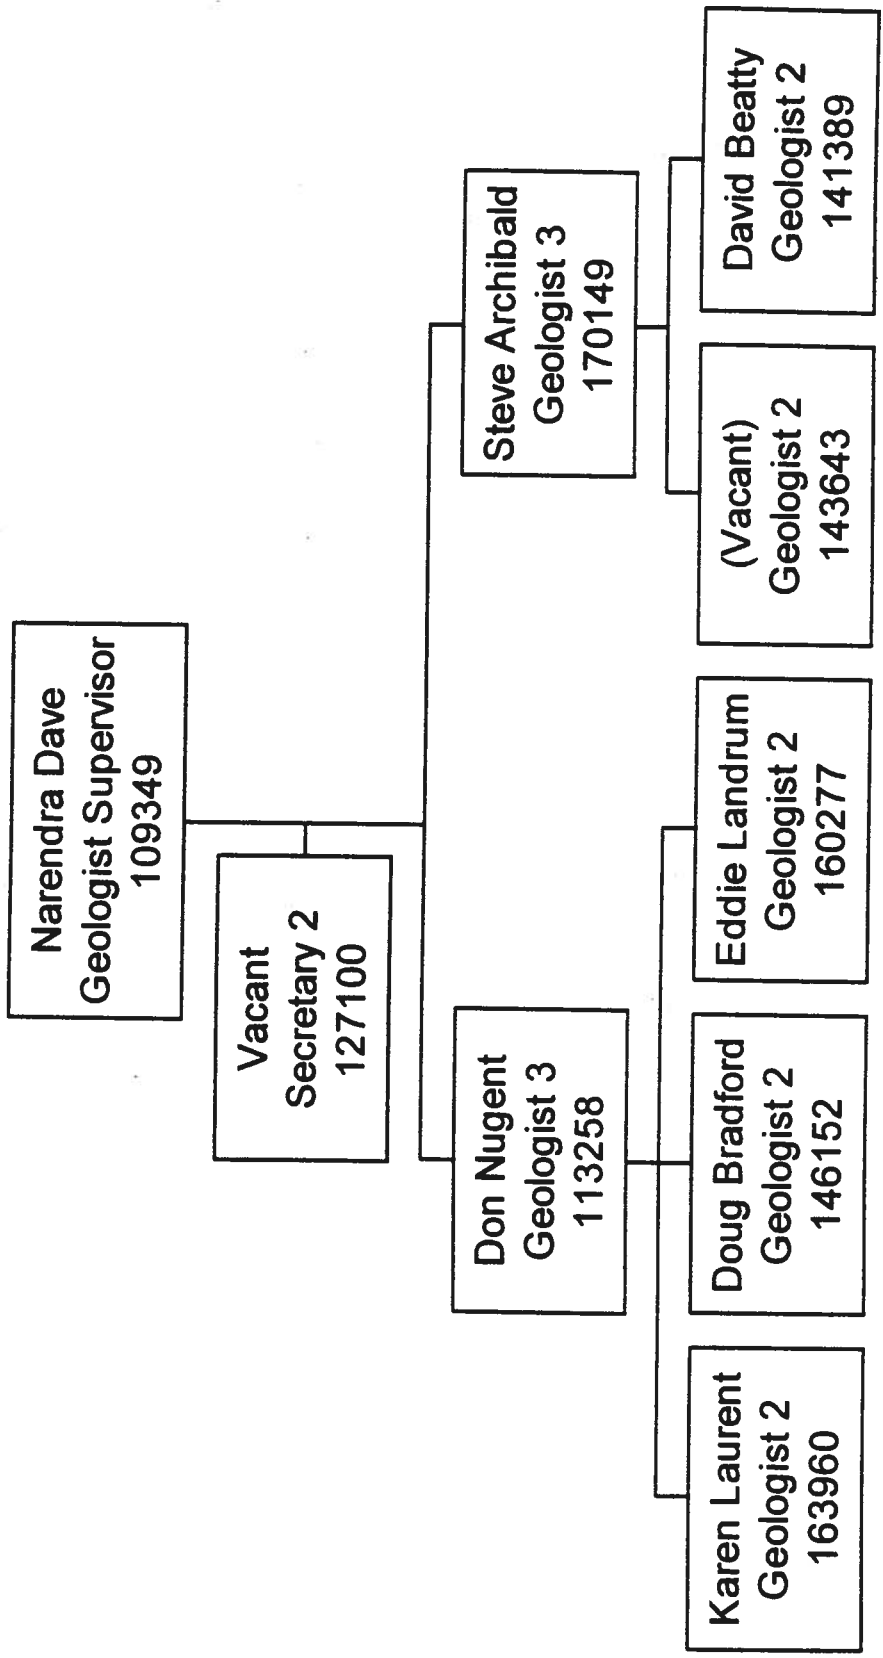 Narendra Dave
Geologist Supervisor
109349
Vacant
Secretary 2
127100
Don Nugent
Geologist 3
113258
Steve Archibald
Geologist 3
170149
Karen Laurent
Geologist 2
163960
Doug Bradford
Geologist 2
146152
Eddie Landrum
Geologist 2
160277
(Vacant)
Geologist 2
143643
David Beatty
Geologist 2
141389